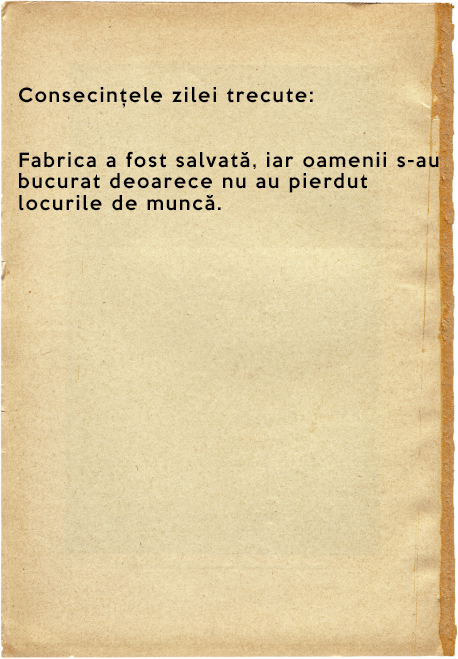 Consecințele zilei trecute:
Fabrica a fost salvată, iar oamenii s-au
bucurat deoarece nu au pierdut
locurile de muncă.